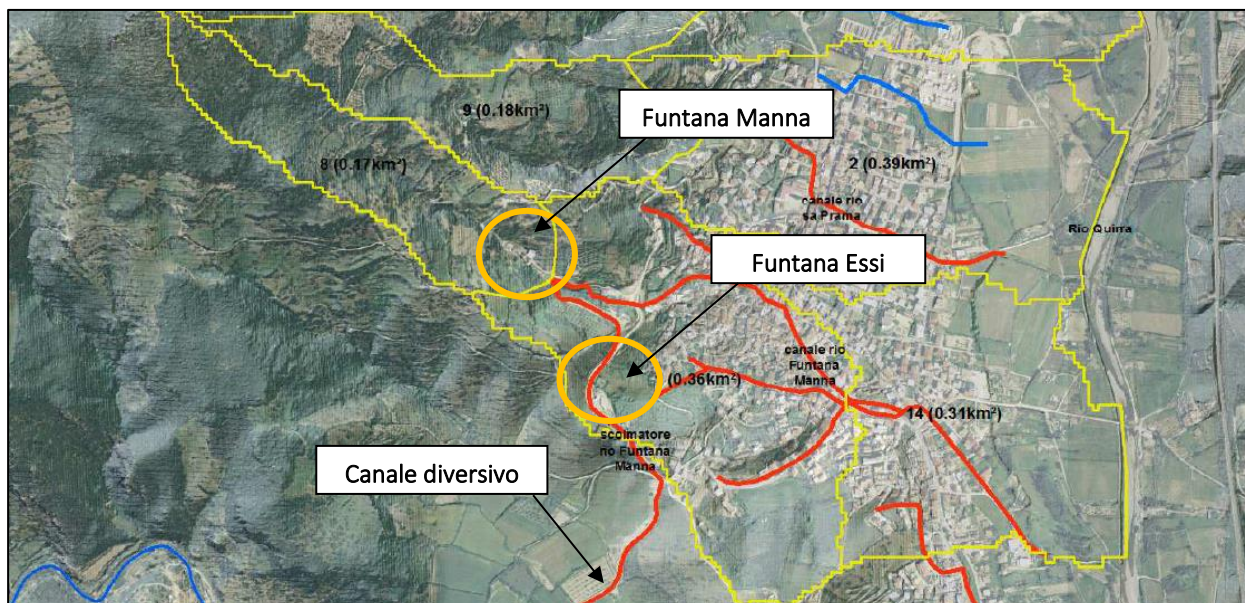 9 (0.18km²)
Funtana Manna
8 (0.17km²)
2 (0.39km²)
canale rio
sa Prama
Rio Quirra
Funtana Essi
canale rio
Funtana
Manna
(0.36km²)
14 (0.31km²)
scolmatore
rio Funtana
Manna
Canale diversivo